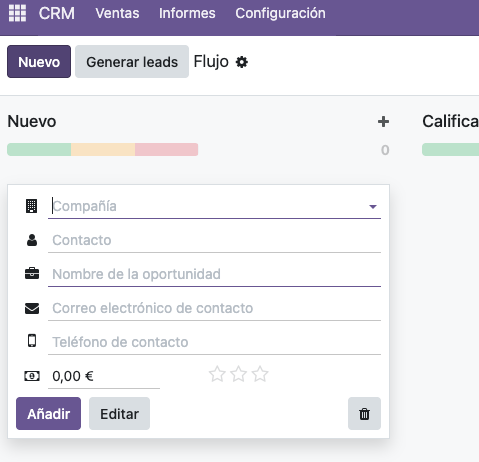 CRM Ventas Informes Configuración
Nuevo Generar leads Flujo
Nuevo Califica
0
Compañía
Contacto
Nombre de la oportunidad
Correo electrónico de contacto
Teléfono de contacto
0,00 €
Añadir Editar